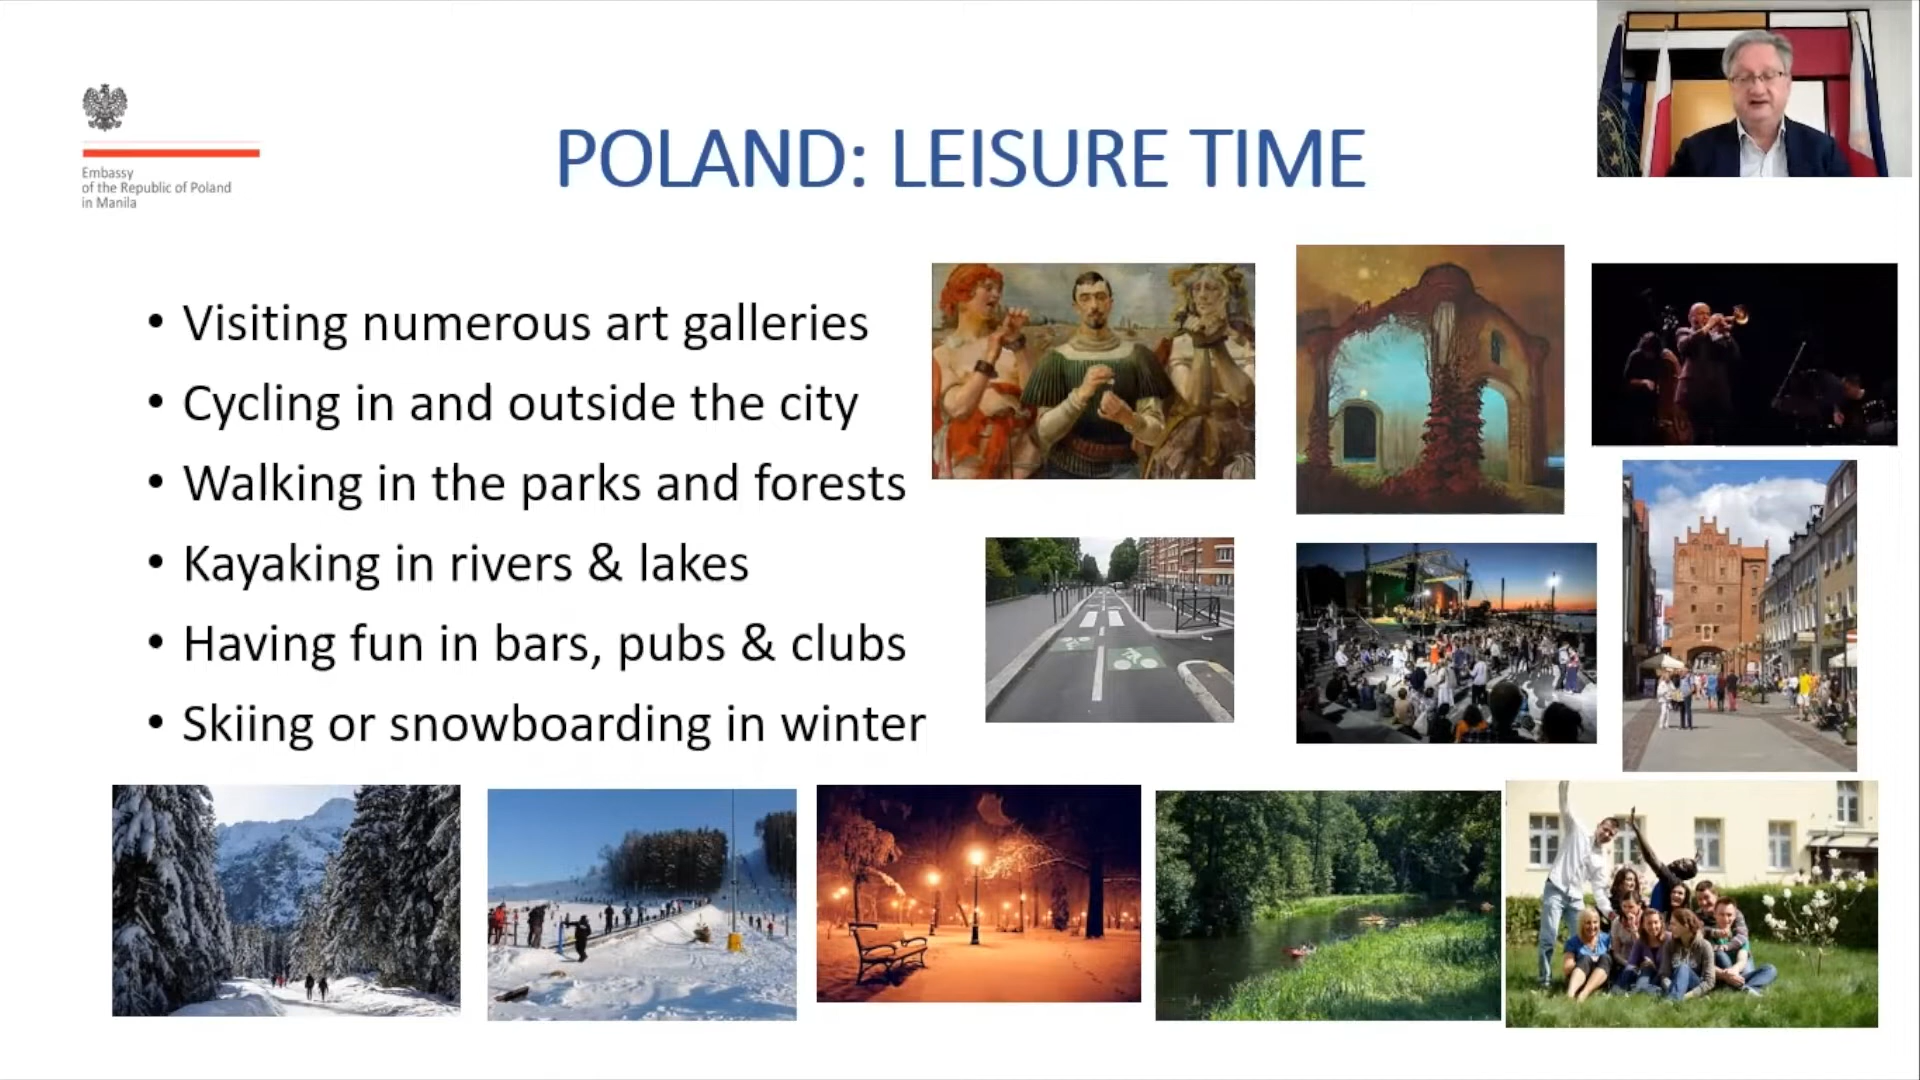 Embassy
of the Republic of Poland
in Manila
POLAND: LEISURE TIME
• Visiting numerous art galleries
• Cycling in and outside the city
• Walking in the parks and forests
• Kayaking in rivers & lakes
• Having fun in bars, pubs & clubs
• Skiing or snowboarding in winter